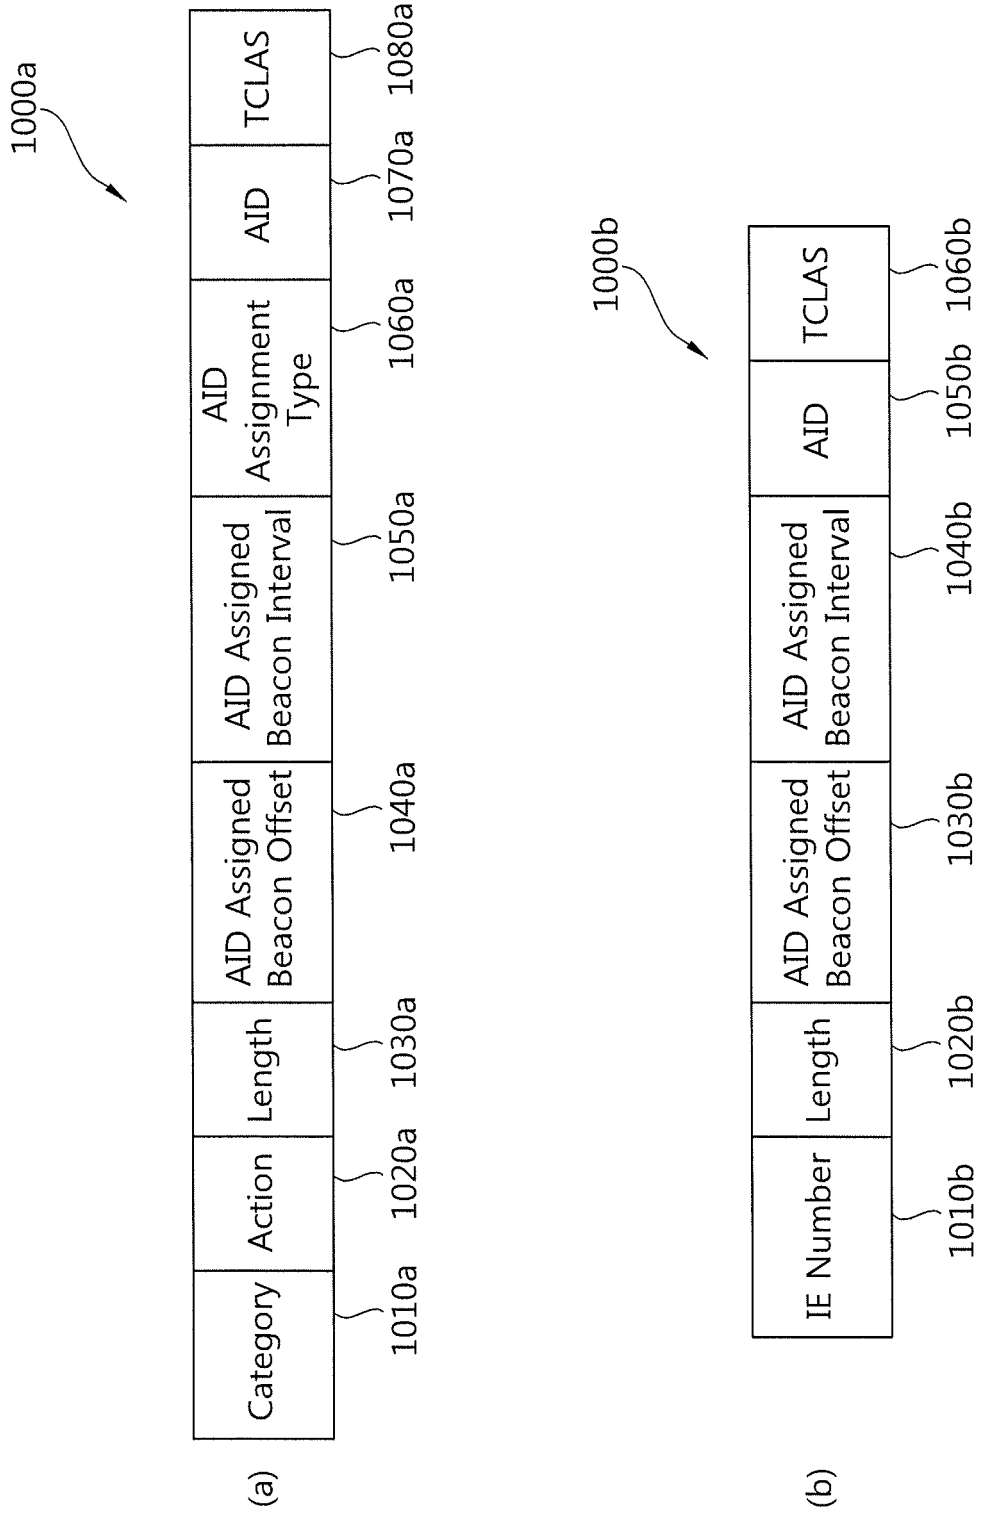 1000a
(a)
Category
Action
Length
AID Assigned
Beacon Offset
AID Assigned
Beacon Interval
AID
Assignment
Type
AID
TCLAS
1010a
1020a
1030a
1040a
1050a
1060a
1070a
1080a
1000b
(b)
IE Number
Length
AID Assigned
Beacon Offset
AID Assigned
Beacon Interval
AID
TCLAS
1010b
1020b
1030b
1040b
1050b
1060b